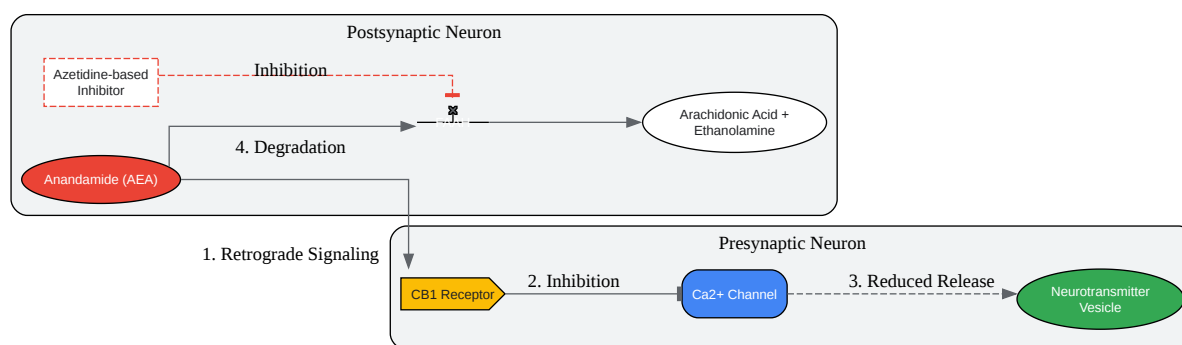 Postsynaptic Neuron
Azetidine-based
Inhibitor
Inhibition
Arachidonic Acid +
Ethanolamine
4. Degradation
Anandamide (AEA)
1. Retrograde Signaling
Presynaptic Neuron
CB1 Receptor
2. Inhibition
Ca2+ Channel
3. Reduced Release
Neurotransmitter
Vesicle